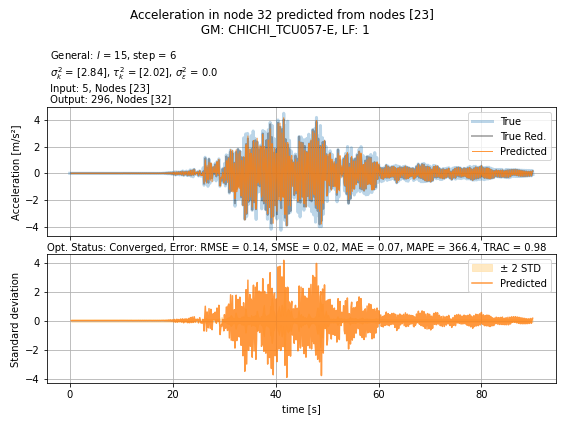 Acceleration in node 32 predicted from nodes [23]
GM: CHICHI_TCU057-E, LF: 1
General: l = 15, step = 6
σ²ₖ = [2.84], τ²ₖ = [2.02], σ²ε = 0.0
Input: 5, Nodes [23]
Output: 296, Nodes [32]
Acceleration [m/s²]
4
2
0
−2
−4
True
True Red.
Predicted
Opt. Status: Converged, Error: RMSE = 0.14, SMSE = 0.02, MAE = 0.07, MAPE = 366.4, TRAC = 0.98
Standard deviation
4
2
0
−2
−4
± 2 STD
Predicted
0 20 40 60 80
time [s]